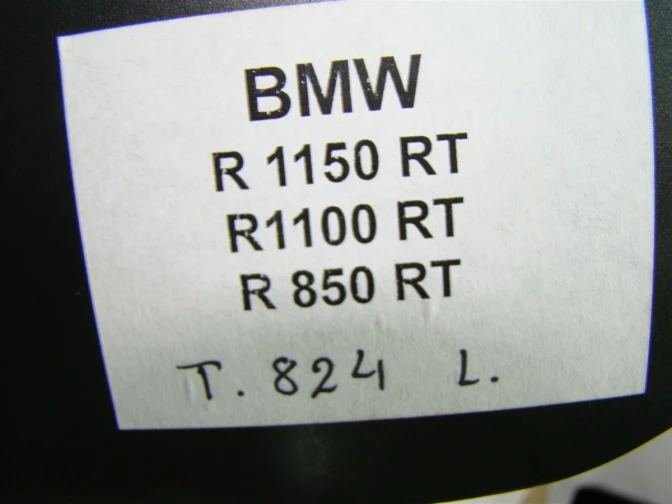 BMW
R 1150 RT
R1100 RT
R 850 RT
T. 824 L.